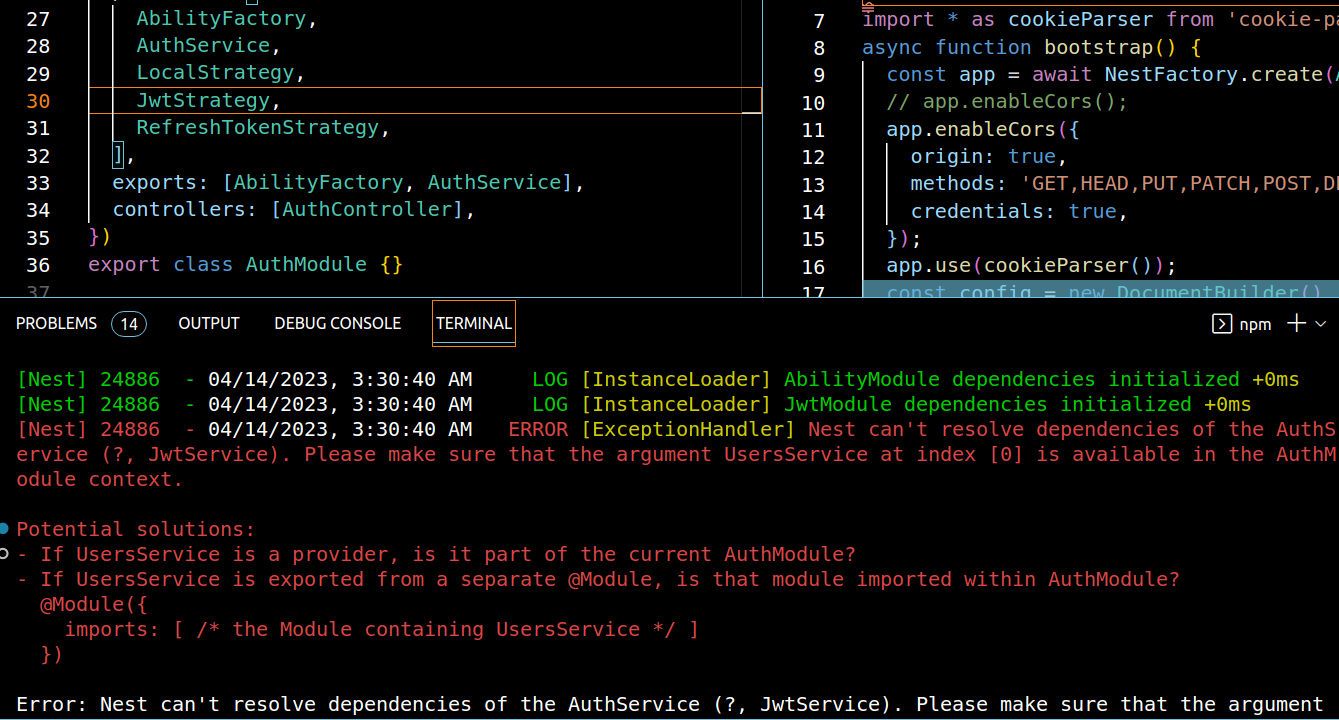 27 AbilityFactory,
28 AuthService,
29 LocalStrategy,
30 JwtStrategy,
31 RefreshTokenStrategy,
32 ],
33 exports: [AbilityFactory, AuthService],
34 controllers: [AuthController],
35 })
36 export class AuthModule {}
37
7 import * as cookieParser from 'cookie-pa
8 async function bootstrap() {
9 const app = await NestFactory.create(A
10 // app.enableCors();
11 app.enableCors({
12 origin: true,
13 methods: 'GET,HEAD,PUT,PATCH,POST,DE
14 credentials: true,
15 });
16 app.use(cookieParser());
17 const config = new DocumentBuilder()
PROBLEMS 14 OUTPUT DEBUG CONSOLE TERMINAL npm
[Nest] 24886 - 04/14/2023, 3:30:40 AM LOG [InstanceLoader] AbilityModule dependencies initialized +0ms
[Nest] 24886 - 04/14/2023, 3:30:40 AM LOG [InstanceLoader] JwtModule dependencies initialized +0ms
[Nest] 24886 - 04/14/2023, 3:30:40 AM ERROR [ExceptionHandler] Nest can't resolve dependencies of the AuthS
ervice (?, JwtService). Please make sure that the argument UsersService at index [0] is available in the AuthM
odule context.
Potential solutions:
- If UsersService is a provider, is it part of the current AuthModule?
- If UsersService is exported from a separate @Module, is that module imported within AuthModule?
@Module({
imports: [ /* the Module containing UsersService */ ]
})
Error: Nest can't resolve dependencies of the AuthService (?, JwtService). Please make sure that the argument